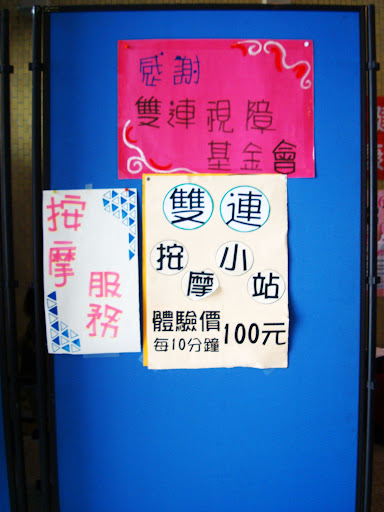 感謝
雙連視障
基金會
按摩
服務
雙連
按摩小站
體驗價
每10分鐘
100元